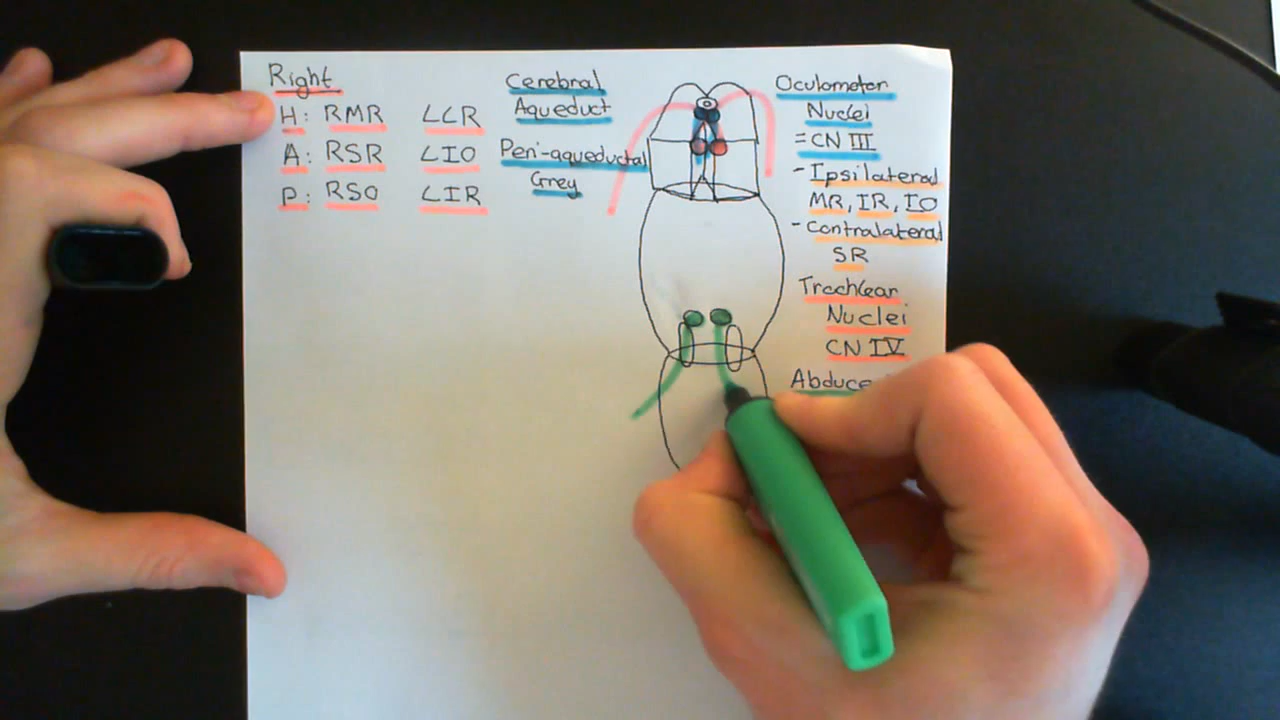 Right
H: RMR LLR
A: RSR LIO
P: RSO LIR
Cerebral
Aqueduct
Peri-aqueductal
Grey
Oculomotor
Nuclei
= CN III
- Ipsilateral
MR, IR, IO
- Contralateral
SR
Trochlear
Nuclei
CN IV